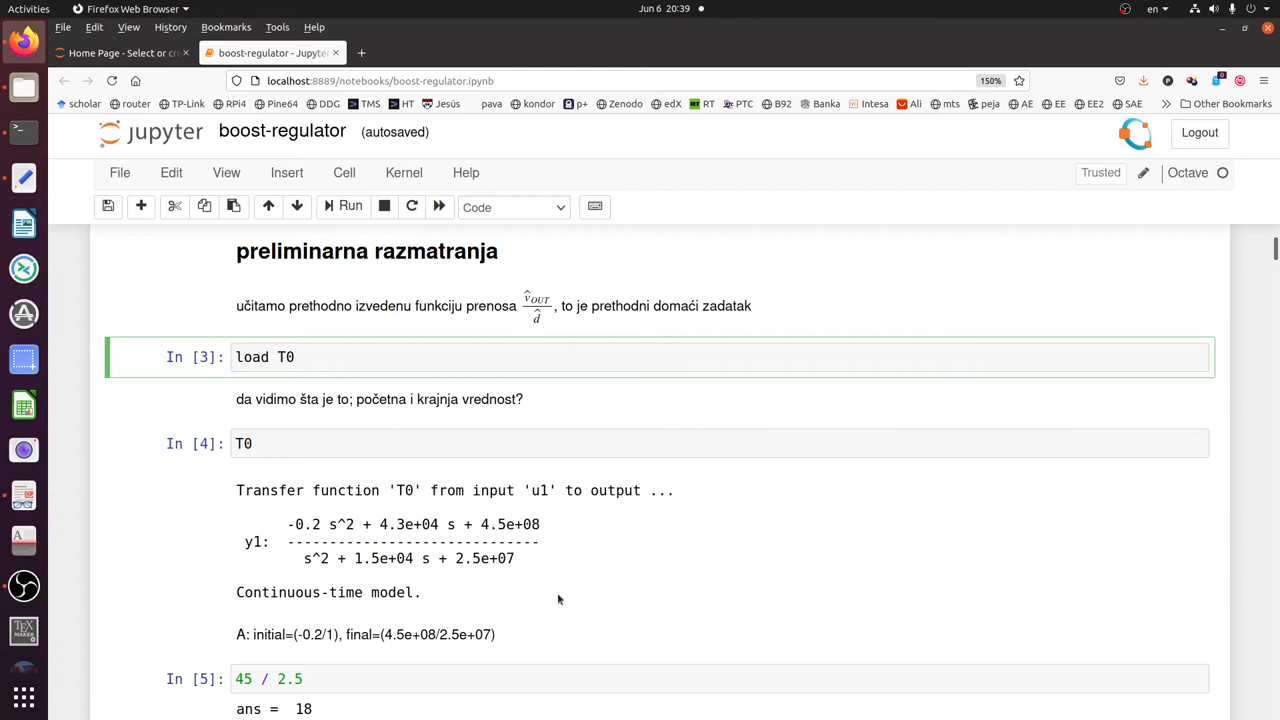 Activities Firefox Web Browser Jun 6 20:39 en
File Edit View History Bookmarks Tools Help
Home Page - Select or cre × boost-regulator - Jupyter × +
localhost:8889/notebooks/boost-regulator.ipynb 150%
scholar router TP-Link RPi4 Pine64 DDG TMS HT Jesús pava kondor p+ Zenodo edX RT PTC B92 Banka Intesa Ali mts peja AE EE EE2 SAE Other Bookmarks
jupyter boost-regulator (autosaved) Logout
File Edit View Insert Cell Kernel Help Trusted Octave
Run Code
preliminarna razmatranja
učitamo prethodno izvedenu funkciju prenosa v̂_OUT / d̂, to je prethodni domaći zadatak
In [3]: load T0
da vidimo šta je to; početna i krajnja vrednost?
In [4]: T0
Transfer function 'T0' from input 'u1' to output ...
-0.2 s^2 + 4.3e+04 s + 4.5e+08
y1: ------------------------------
s^2 + 1.5e+04 s + 2.5e+07
Continuous-time model.
A: initial=(-0.2/1), final=(4.5e+08/2.5e+07)
In [5]: 45 / 2.5
ans = 18